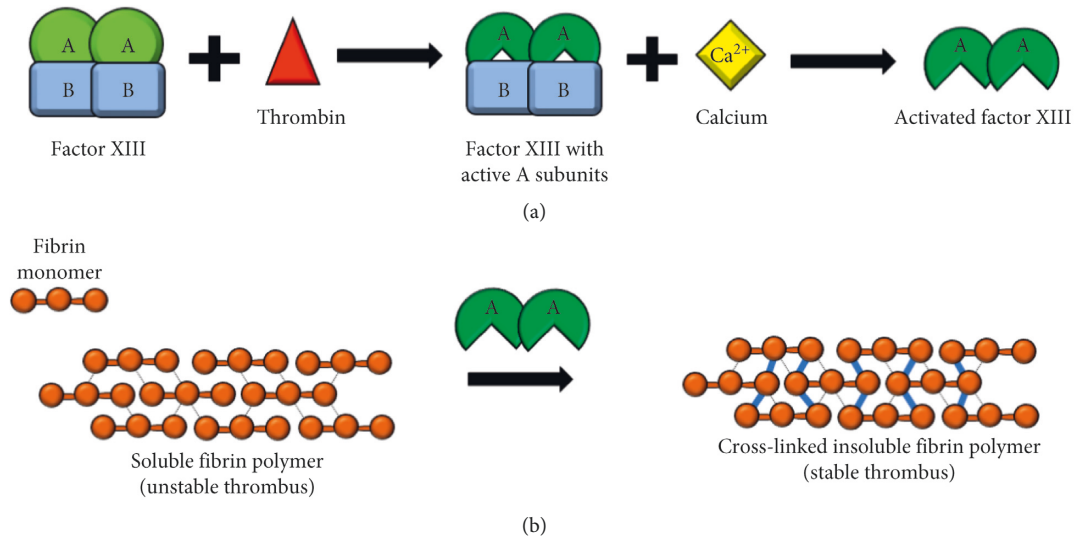 A A
B B
Factor XIII
Thrombin
A A
B B
Factor XIII with
active A subunits
Ca²⁺
Calcium
A A
Activated factor XIII
(a)
Fibrin
monomer
A A
Soluble fibrin polymer
(unstable thrombus)
Cross-linked insoluble fibrin polymer
(stable thrombus)
(b)